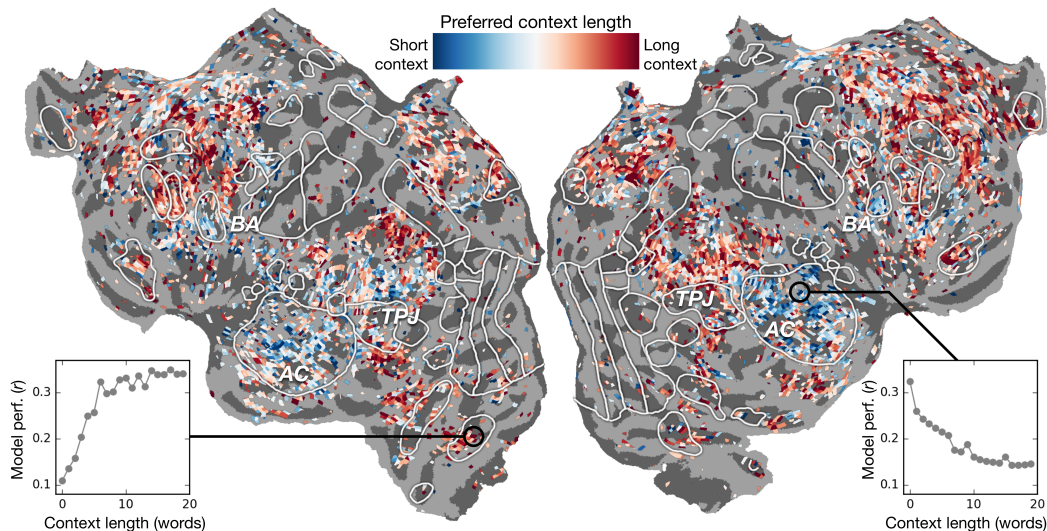 Preferred context length
Short
context
Long
context
BA
BA
TPJ
TPJ
AC
AC
Model perf. (r)
0.3
0.2
0.1
0
10
20
Context length (words)
Model perf. (r)
0.3
0.2
0.1
0
10
20
Context length (words)